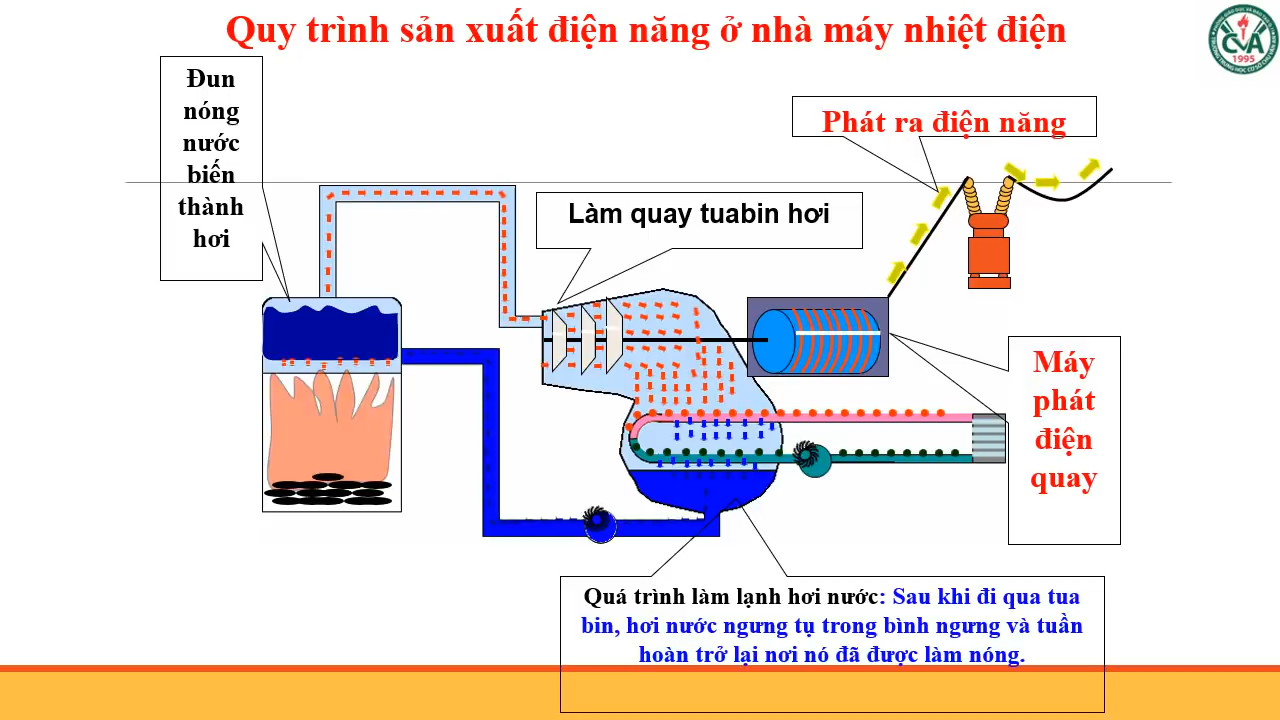 Quy trình sản xuất điện năng ở nhà máy nhiệt điện
Đun
nóng
nước
biến
thành
hơi
Phát ra điện năng
Làm quay tuabin hơi
Máy
phát
điện
quay
Quá trình làm lạnh hơi nước: Sau khi đi qua tua
bin, hơi nước ngưng tụ trong bình ngưng và tuần
hoàn trở lại nơi nó đã được làm nóng.
CVA
1995